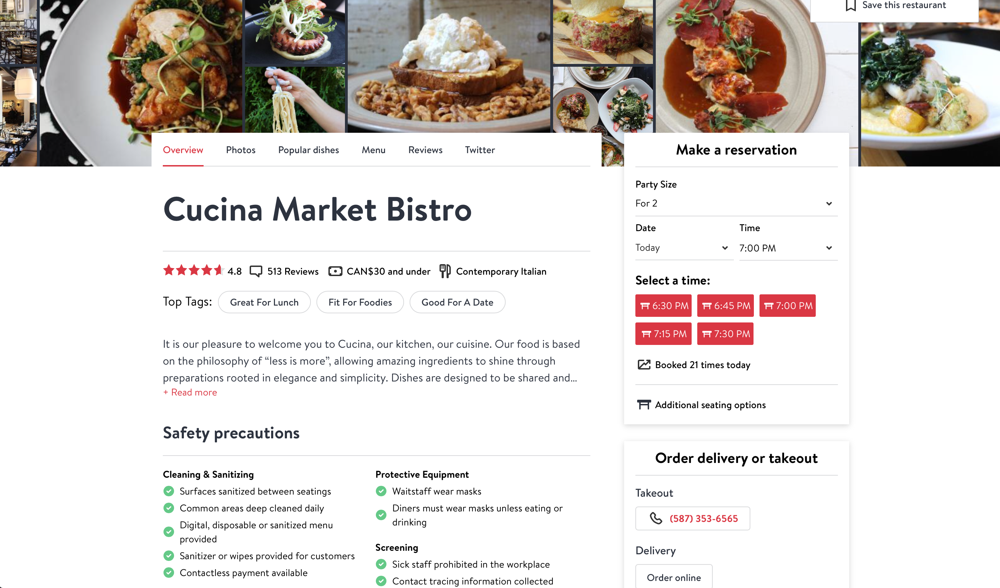 Save this restaurant
Overview
Photos
Popular dishes
Menu
Reviews
Twitter
Cucina Market Bistro
4.8
513 Reviews
CAN$30 and under
Contemporary Italian
Top Tags:
Great For Lunch
Fit For Foodies
Good For A Date
It is our pleasure to welcome you to Cucina, our kitchen, our cuisine. Our food is based
on the philosophy of “less is more”, allowing amazing ingredients to shine through
preparations rooted in elegance and simplicity. Dishes are designed to be shared and...
+ Read more
Safety precautions
Cleaning & Sanitizing
Surfaces sanitized between seatings
Common areas deep cleaned daily
Digital, disposable or sanitized menu
provided
Sanitizer or wipes provided for customers
Contactless payment available
Protective Equipment
Waitstaff wear masks
Diners must wear masks unless eating or
drinking
Screening
Sick staff prohibited in the workplace
Contact tracing information collected
Make a reservation
Party Size
For 2
Date
Time
Today
7:00 PM
Select a time:
6:30 PM
6:45 PM
7:00 PM
7:15 PM
7:30 PM
Booked 21 times today
Additional seating options
Order delivery or takeout
Takeout
(587) 353-6565
Delivery
Order online